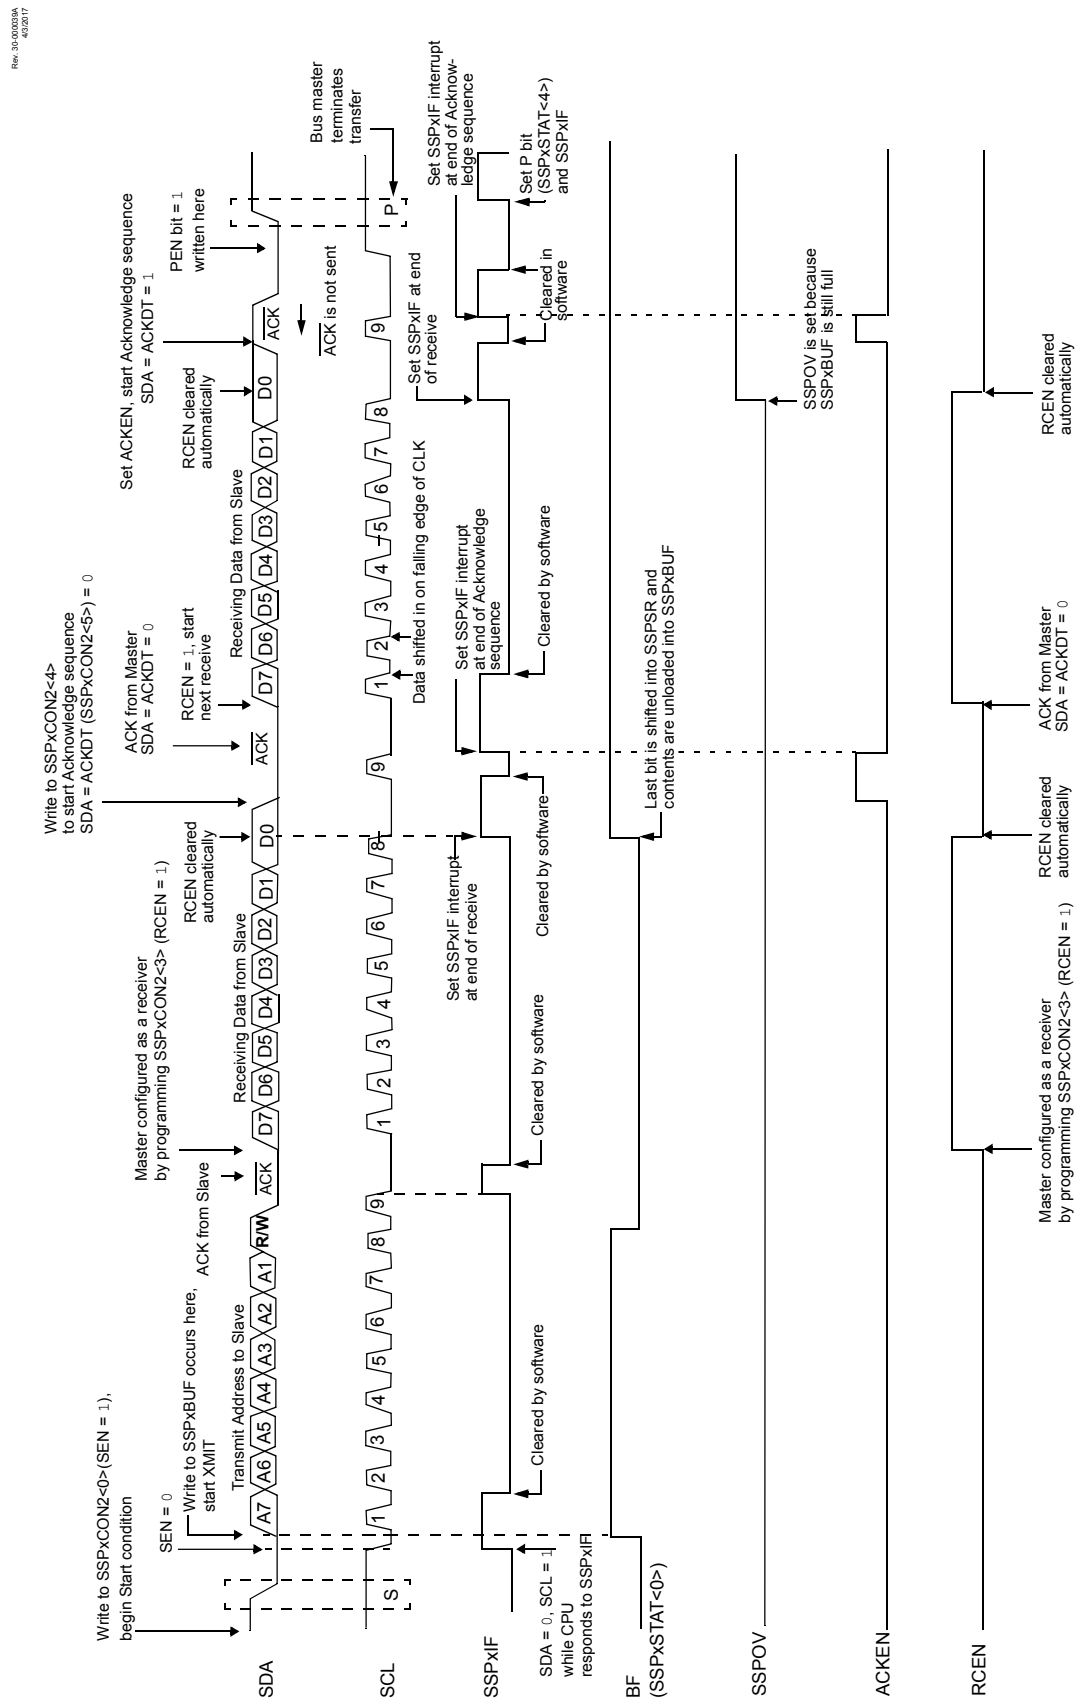 Rev. 30-000039A
4/3/2017
Write to SSPxCON2<0>(SEN = 1),
begin Start condition
SEN = 0
Write to SSPxBUF occurs here,
start XMIT
ACK from Slave
Master configured as a receiver
by programming SSPxCON2<3> (RCEN = 1)
RCEN cleared
automatically
Write to SSPxCON2<4>
to start Acknowledge sequence
SDA = ACKDT (SSPxCON2<5>) = 0
ACK from Master
SDA = ACKDT = 0
RCEN = 1, start
next receive
RCEN cleared
automatically
Set ACKEN, start Acknowledge sequence
SDA = ACKDT = 1
PEN bit = 1
written here
Transmit Address to Slave
Receiving Data from Slave
Receiving Data from Slave
SDA
A7 A6 A5 A4 A3 A2 A1 R/W ACK D7 D6 D5 D4 D3 D2 D1 D0 ACK D7 D6 D5 D4 D3 D2 D1 D0 ACK
ACK is not sent
Bus master
terminates
transfer
SCL
S 1 2 3 4 5 6 7 8 9 1 2 3 4 5 6 7 8 9 1 2 3 4 5 6 7 8 9 P
Data shifted in on falling edge of CLK
Set SSPxIF interrupt
at end of receive
Set SSPxIF interrupt
at end of Acknowledge
sequence
Set SSPxIF at end
of receive
Set SSPxIF interrupt
at end of Acknow-
ledge sequence
SSPxIF
SDA = 0, SCL = 1
while CPU
responds to SSPxIF
Cleared by software
Cleared by software
Cleared by software
Cleared by software
Cleared in
software
Set P bit
(SSPxSTAT<4>)
and SSPxIF
BF
(SSPxSTAT<0>)
Last bit is shifted into SSPSR and
contents are unloaded into SSPxBUF
SSPOV
SSPOV is set because
SSPxBUF is still full
ACKEN
RCEN
Master configured as a receiver
by programming SSPxCON2<3> (RCEN = 1)
RCEN cleared
automatically
ACK from Master
SDA = ACKDT = 0
RCEN cleared
automatically